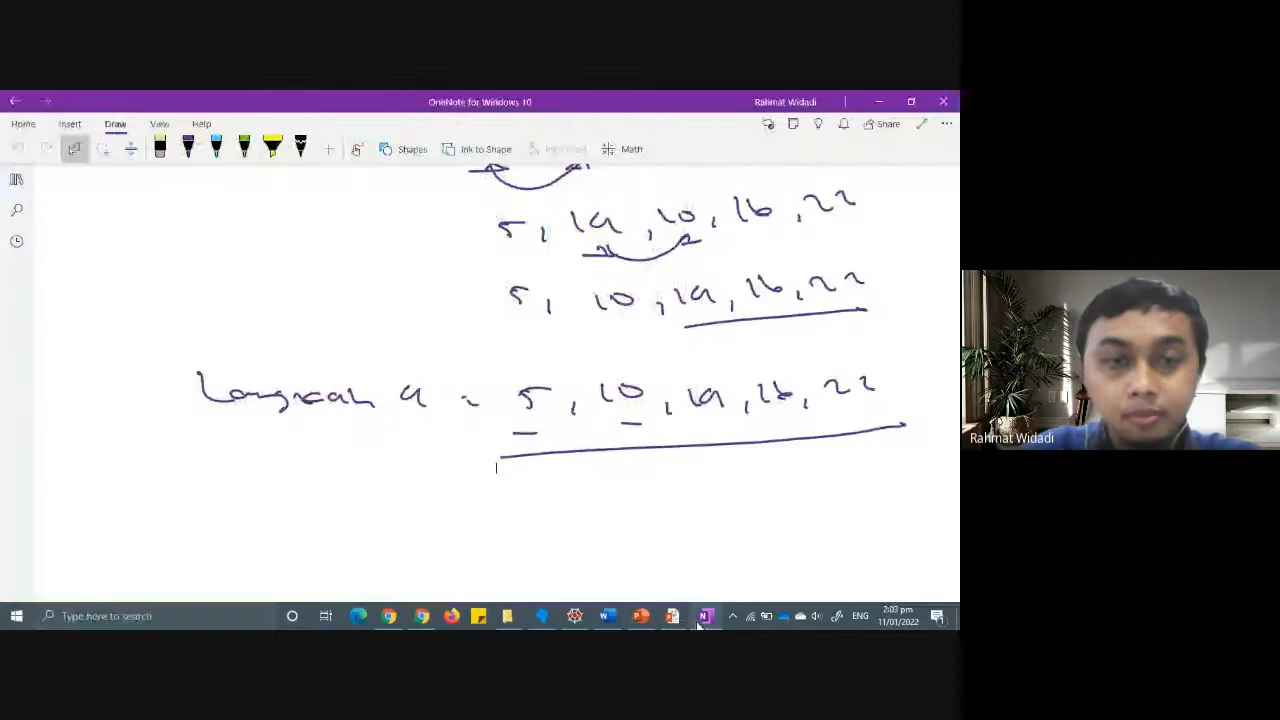 OneNote for Windows 10
Rahmat Widadi
Home Insert Draw View Help
Share
Shapes
Ink to Shape
Math
5, 14, 10, 16, 22
5, 10, 14, 16, 22
Langkah 4 = 5, 10, 14, 16, 22
Rahmat Widadi
Type here to search
ENG
2:03 pm
11/01/2022